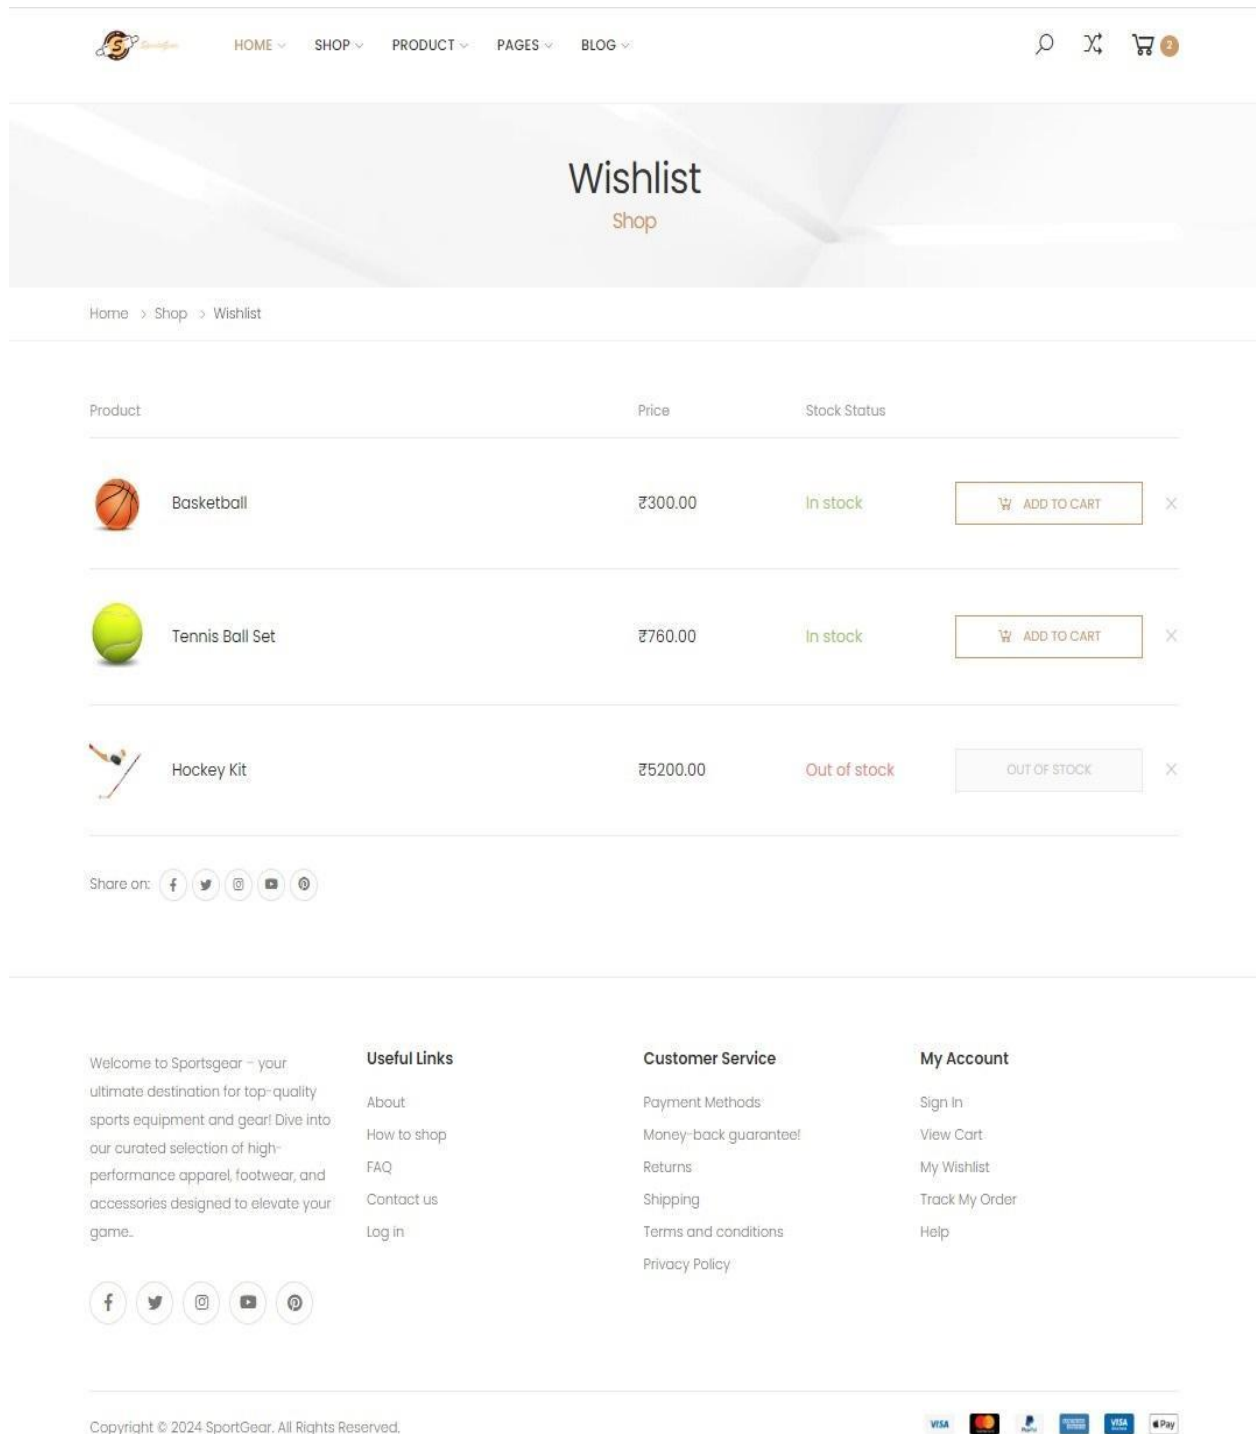 HOME SHOP PRODUCT PAGES BLOG 2
Wishlist
Shop
Home > Shop > Wishlist
Product Price Stock Status
Basketball ₹300.00 In stock ADD TO CART
Tennis Ball Set ₹760.00 In stock ADD TO CART
Hockey Kit ₹5200.00 Out of stock OUT OF STOCK
Share on:
Welcome to Sportsgear – your
ultimate destination for top-quality
sports equipment and gear! Dive into
our curated selection of high-
performance apparel, footwear, and
accessories designed to elevate your
game..
Useful Links
About
How to shop
FAQ
Contact us
Log in
Customer Service
Payment Methods
Money-back guarantee!
Returns
Shipping
Terms and conditions
Privacy Policy
My Account
Sign In
View Cart
My Wishlist
Track My Order
Help
Copyright © 2024 SportGear. All Rights Reserved.
VISA PayPal VISA Pay